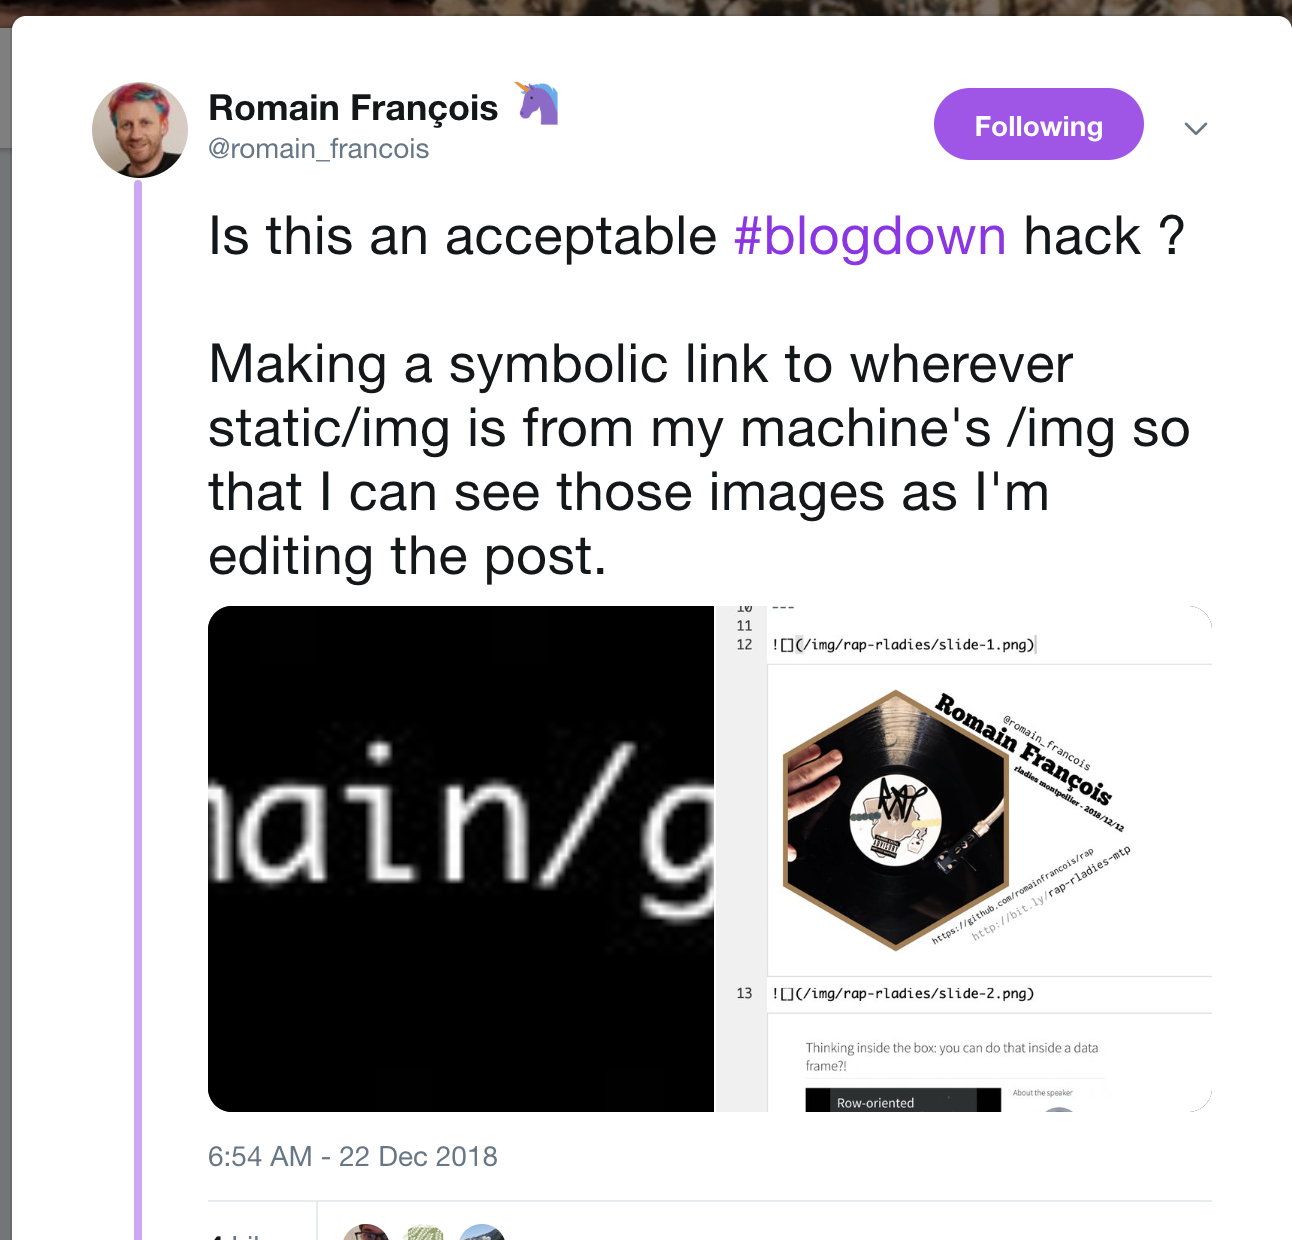 Romain François 🦄
@romain_francois
Following
Is this an acceptable #blogdown hack ?
Making a symbolic link to wherever
static/img is from my machine's /img so
that I can see those images as I'm
editing the post.
main/g
10 ---
11
12 ![](/img/rap-rladies/slide-1.png)
Romain François
@romain_francois
rladies montpellier - 2018/12/12
https://github.com/romainfrancois/rap
http://bit.ly/rap-rladies-mtp
13 ![](/img/rap-rladies/slide-2.png)
Thinking inside the box: you can do that inside a data
frame?!
Row-oriented
About the speaker
6:54 AM - 22 Dec 2018